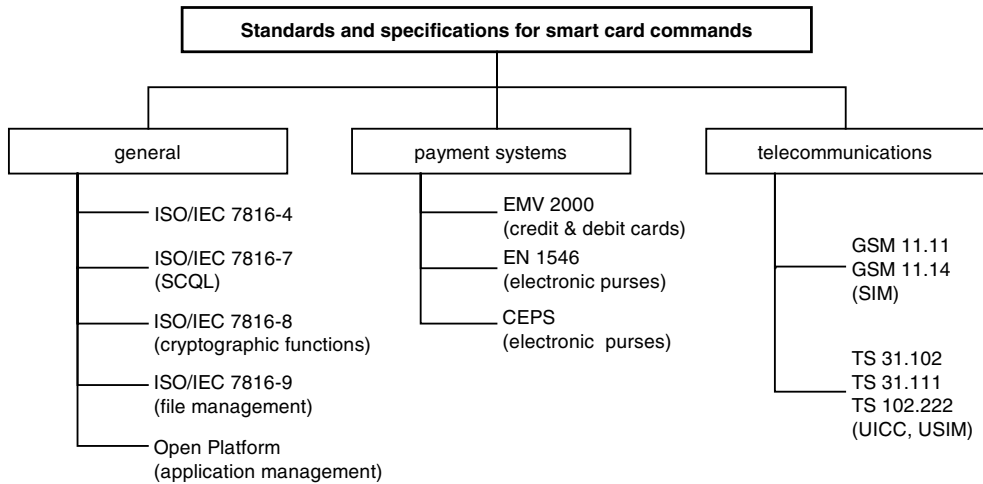 Standards and specifications for smart card commands
general
payment systems
telecommunications
ISO/IEC 7816-4
ISO/IEC 7816-7
(SCQL)
ISO/IEC 7816-8
(cryptographic functions)
ISO/IEC 7816-9
(file management)
Open Platform
(application management)
EMV 2000
(credit & debit cards)
EN 1546
(electronic purses)
CEPS
(electronic purses)
GSM 11.11
GSM 11.14
(SIM)
TS 31.102
TS 31.111
TS 102.222
(UICC, USIM)